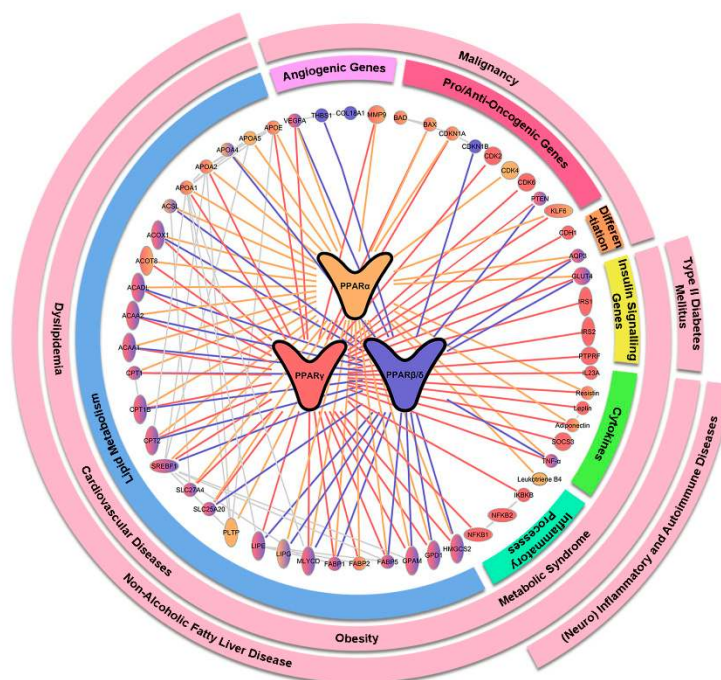 Malignancy
Angiogenic Genes
Pro/Anti-Oncogenic Genes
Differen
-tiation
Insulin Signalling
Genes
Cytokines
Inflammatory
Processes
Lipid Metabolism
Type II Diabetes
Mellitus
(Neuro) Inflammatory and Autoimmune Diseases
Metabolic Syndrome
Obesity
Cardiovascular Diseases
Non-Alcoholic Fatty Liver Disease
Dyslipidemia
VEGFA
THBS1
COL18A1
MMP9
BAD
BAX
CDKN1A
CDKN1B
CDK2
CDK4
CDK6
PTEN
KLF6
CDH1
AQP3
GLUT4
IRS1
IRS2
PTPRF
IL23A
Resistin
Leptin
Adiponectin
SOCS3
TNF-α
Leukotriene B4
IKBKB
NFKB2
NFKB1
HMGCS2
GPD1
GPAM
FABP5
FABP2
FABP1
MLYCD
LIPG
LIPE
PLTP
SLC25A20
SLC27A4
SREBF1
CPT2
CPT1B
CPT1
ACAA1
ACAA2
ACADL
ACOT8
ACOX1
ACSL
APOA1
APOA2
APOA4
APOA5
APOE
PPARα
PPARγ
PPARβ/δ